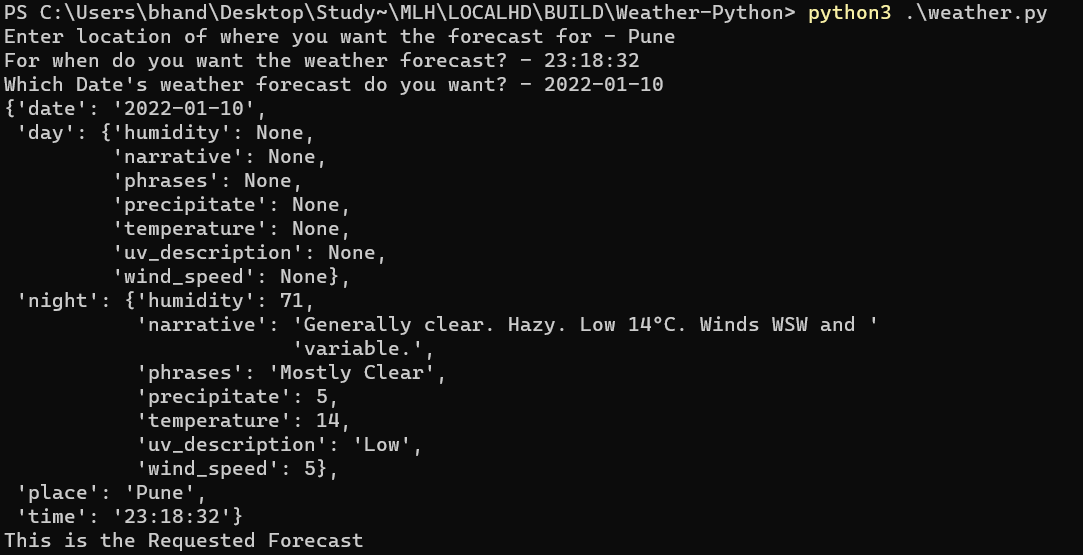 PS C:\Users\bhand\Desktop\Study~\MLH\LOCALHD\BUILD\Weather-Python> python3 .\weather.py
Enter location of where you want the forecast for - Pune
For when do you want the weather forecast? - 23:18:32
Which Date's weather forecast do you want? - 2022-01-10
{'date': '2022-01-10',
 'day': {'humidity': None,
         'narrative': None,
         'phrases': None,
         'precipitate': None,
         'temperature': None,
         'uv_description': None,
         'wind_speed': None},
 'night': {'humidity': 71,
           'narrative': 'Generally clear. Hazy. Low 14°C. Winds WSW and '
                        'variable.',
           'phrases': 'Mostly Clear',
           'precipitate': 5,
           'temperature': 14,
           'uv_description': 'Low',
           'wind_speed': 5},
 'place': 'Pune',
 'time': '23:18:32'}
This is the Requested Forecast